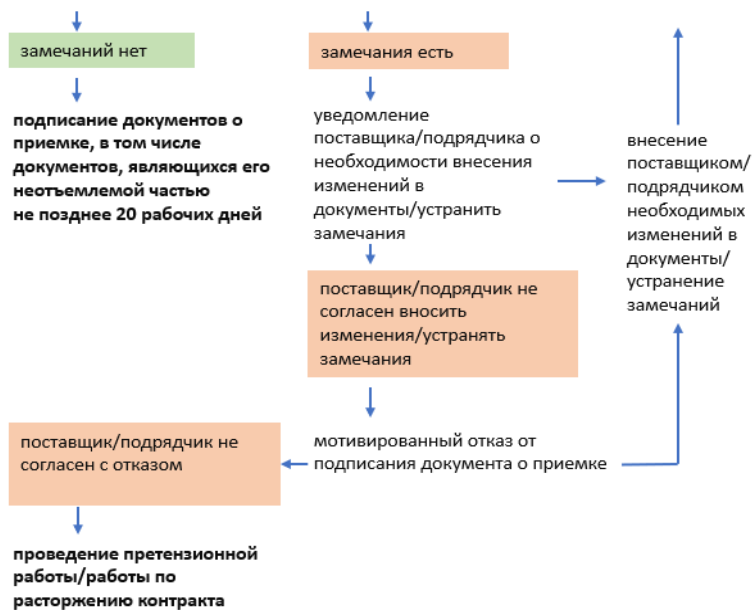 замечаний нет
замечания есть
подписание документов о
приемке, в том числе
документов, являющихся его
неотъемлемой частью
не позднее 20 рабочих дней
уведомление
поставщика/подрядчика о
необходимости внесения
изменений в
документы/устранить
замечания
внесение
поставщиком/
подрядчиком
необходимых
изменений в
документы/
устранение
замечаний
поставщик/подрядчик не
согласен вносить
изменения/устранять
замечания
мотивированный отказ от
подписания документа о приемке
поставщик/подрядчик не
согласен с отказом
проведение претензионной
работы/работы по
расторжению контракта